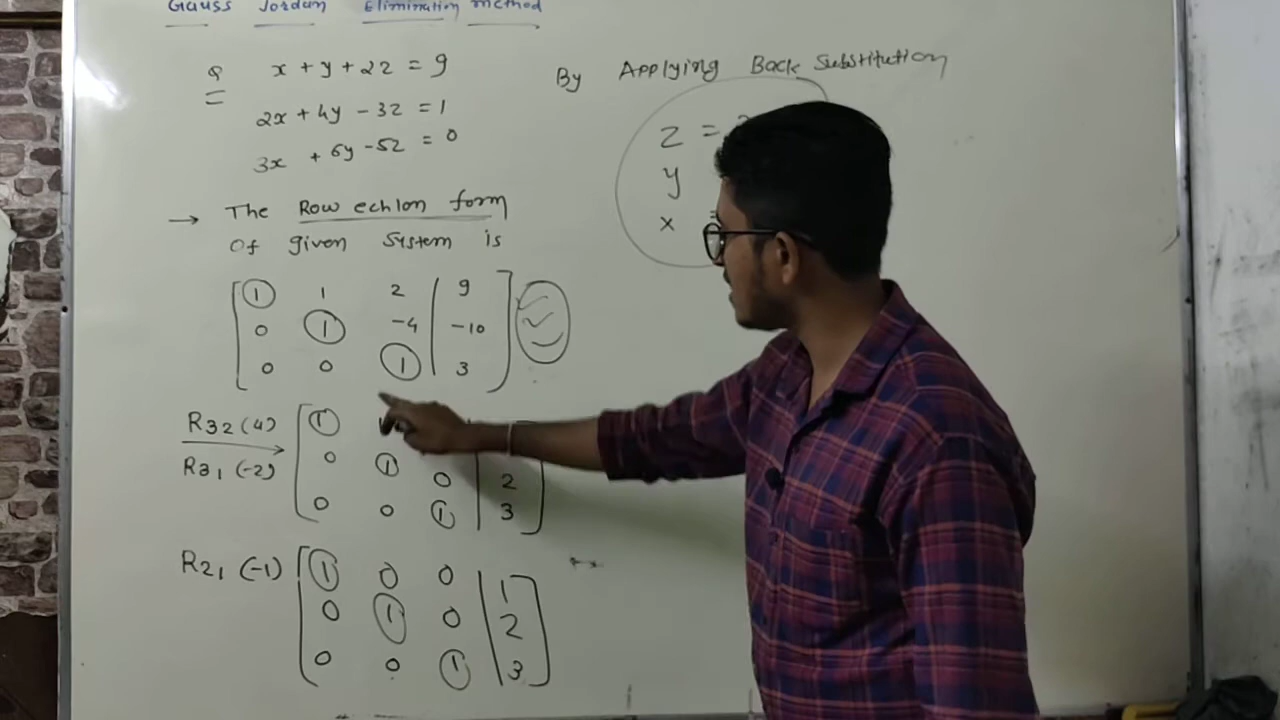 Gauss Jordan Elimination method
Q x + y + 2z = 9
2x + 4y - 3z = 1
3x + 6y - 5z = 0
→ The Row echlon form
Of given System is
1 1 2 | 9
0 1 -4 | -10
0 0 1 | 3
R32 (4)
R31 (-2)
1
0 1 0 | 2
0 0 1 | 3
R21 (-1)
1 0 0 | 1
0 1 0 | 2
0 0 1 | 3
By Applying Back Substitution
z =
y
x